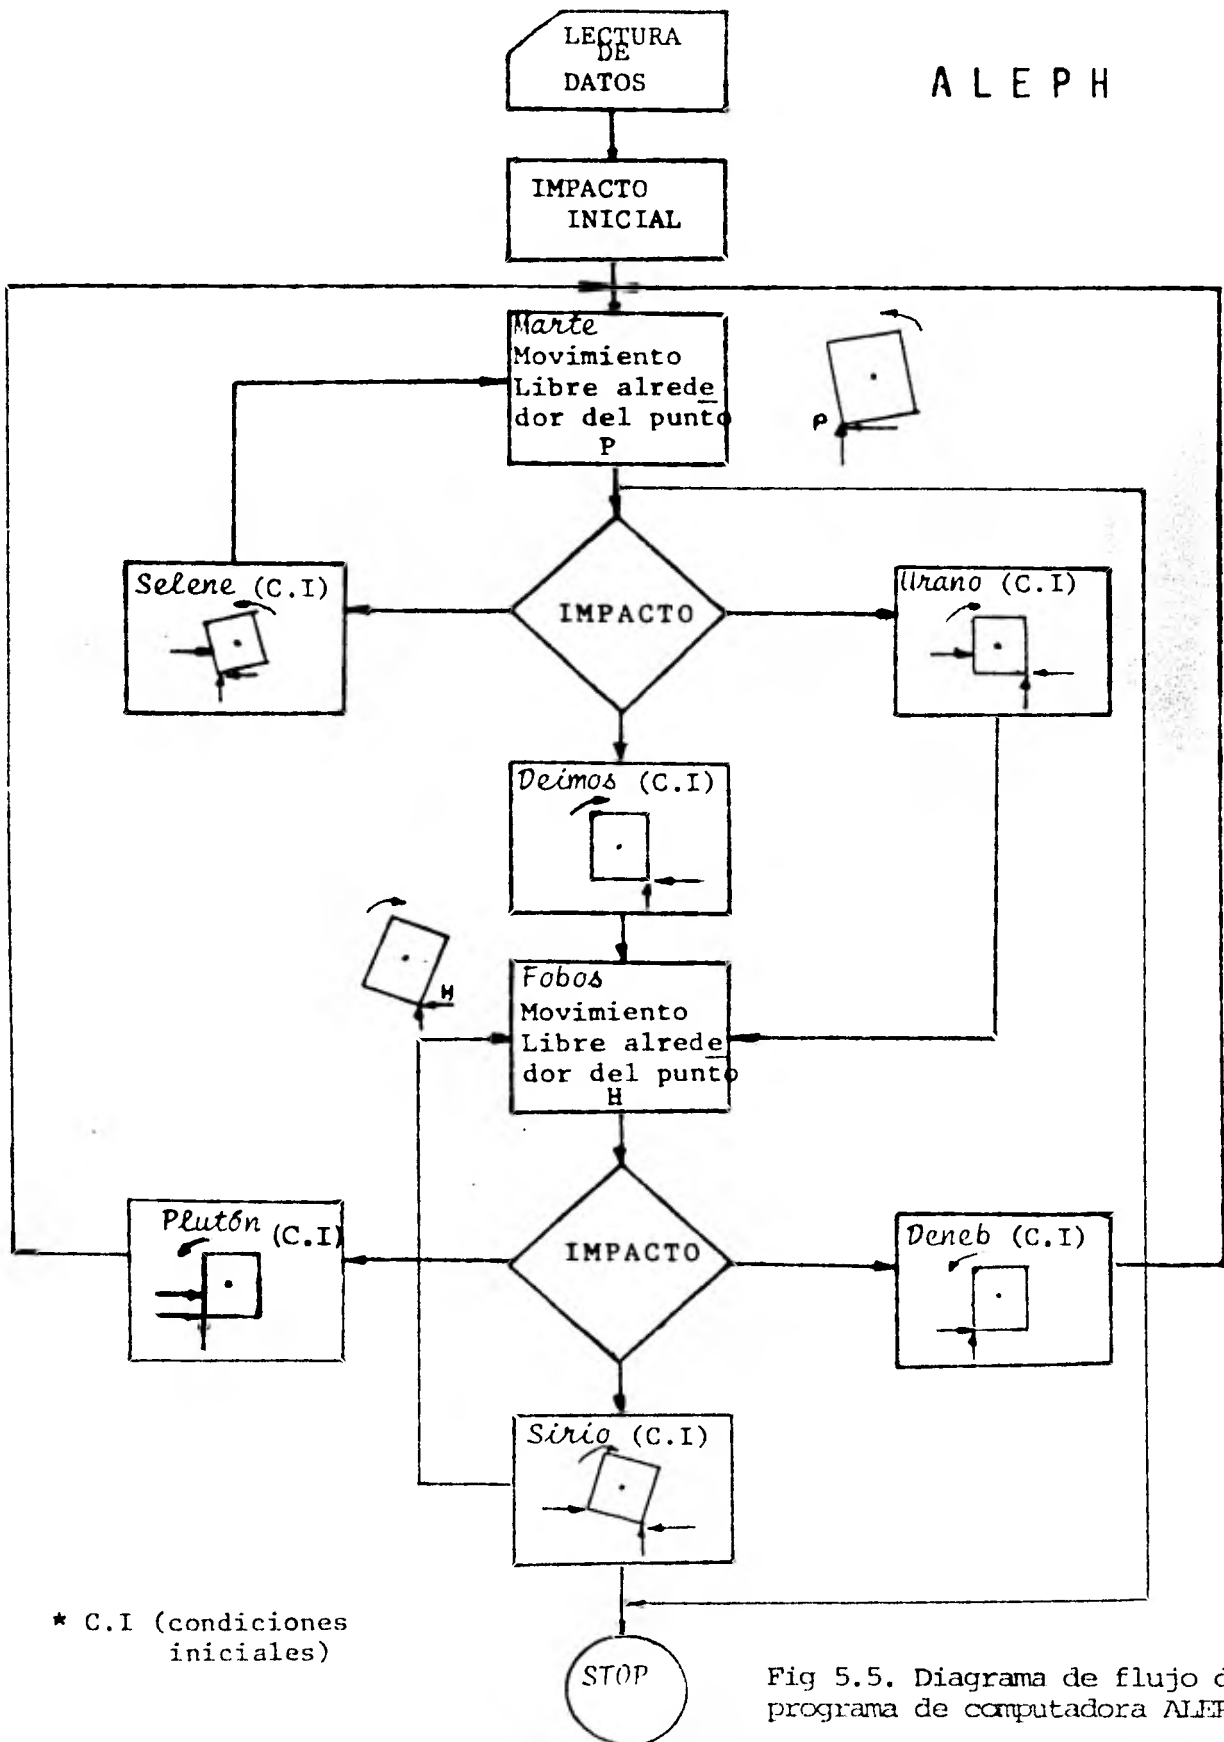 LECTURA
DE
DATOS
A L E P H
IMPACTO
INICIAL
Marte
Movimiento
Libre alrede
dor del punto
P
P
Selene (C.I)
IMPACTO
Urano (C.I)
Deimos (C.I)
H
Fobos
Movimiento
Libre alrede
dor del punto
H
Plutón (C.I)
IMPACTO
Deneb (C.I)
Sirio (C.I)
* C.I (condiciones
iniciales)
STOP
Fig 5.5. Diagrama de flujo d
programa de computadora ALEP